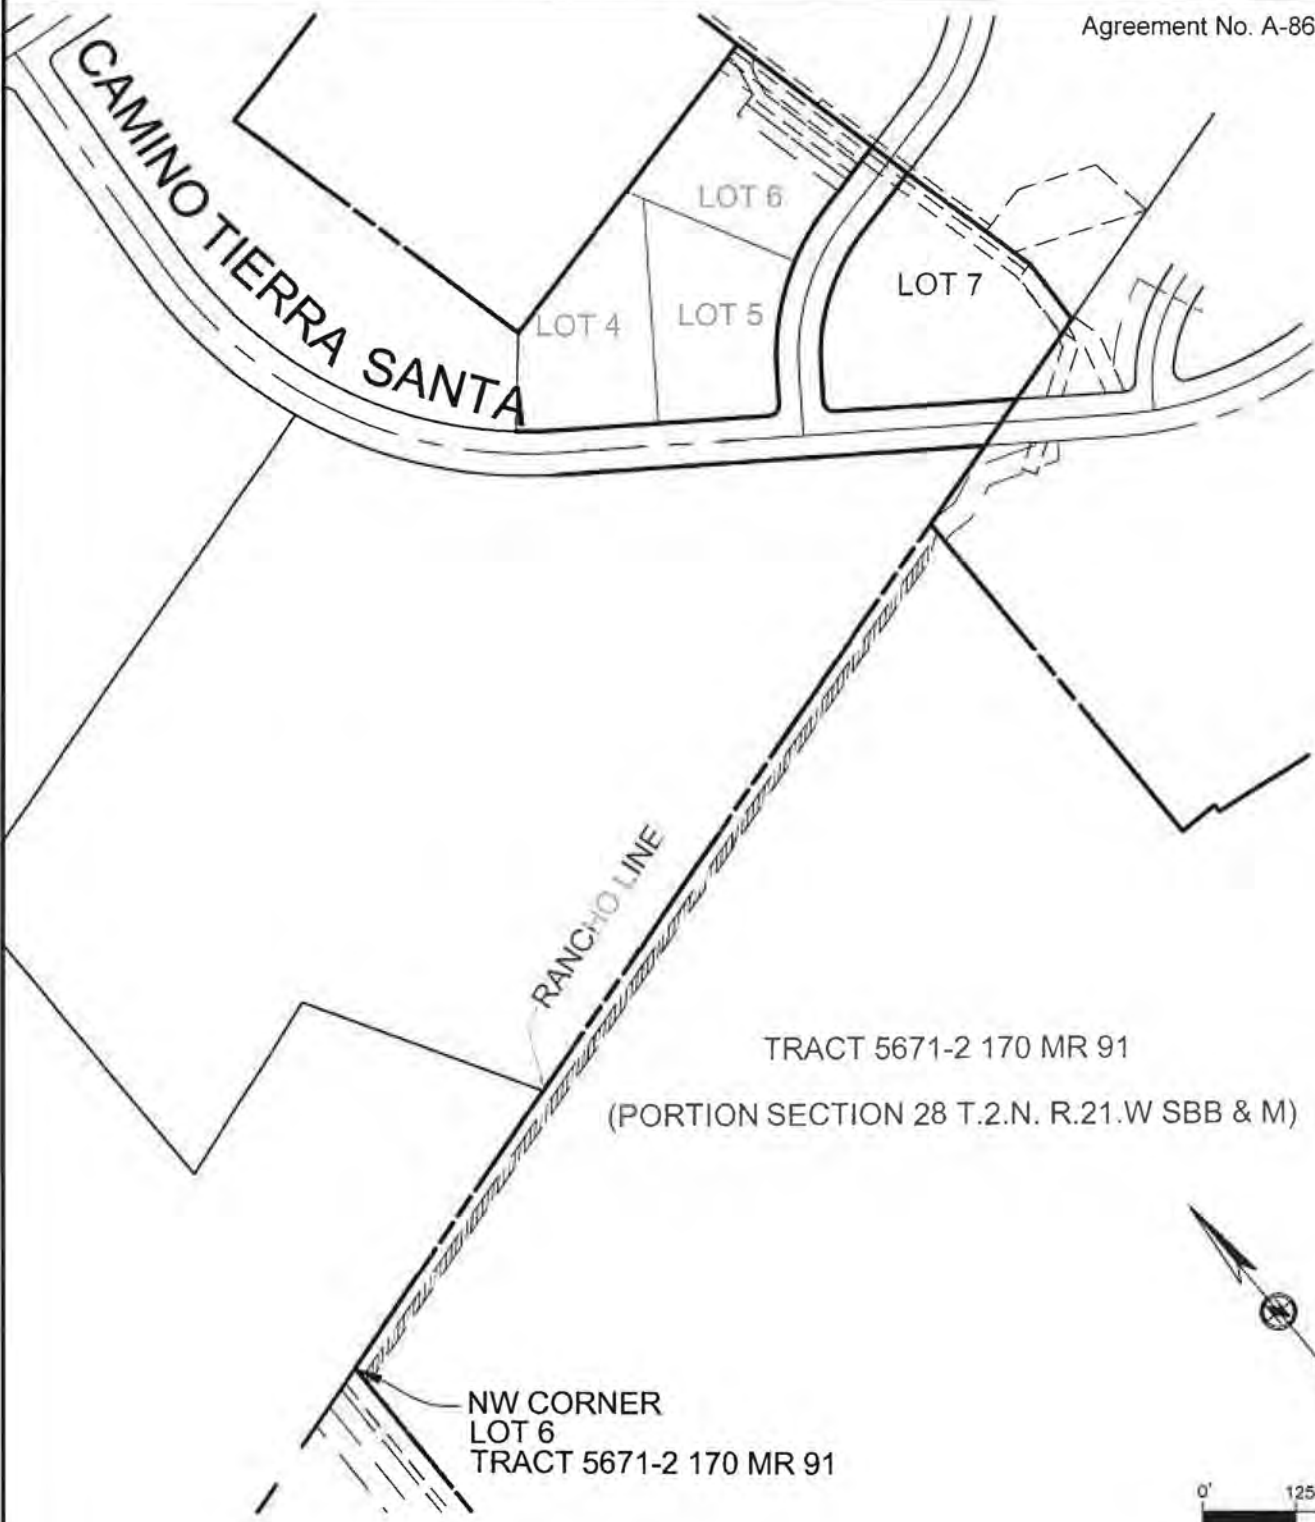 Agreement No. A-86
CAMINO TIERRA SANTA
LOT 6
LOT 7
LOT 4
LOT 5
RANCHO LINE
TRACT 5671-2 170 MR 91
(PORTION SECTION 28 T.2.N. R.21.W SBB & M)
NW CORNER
LOT 6
TRACT 5671-2 170 MR 91
0' 125